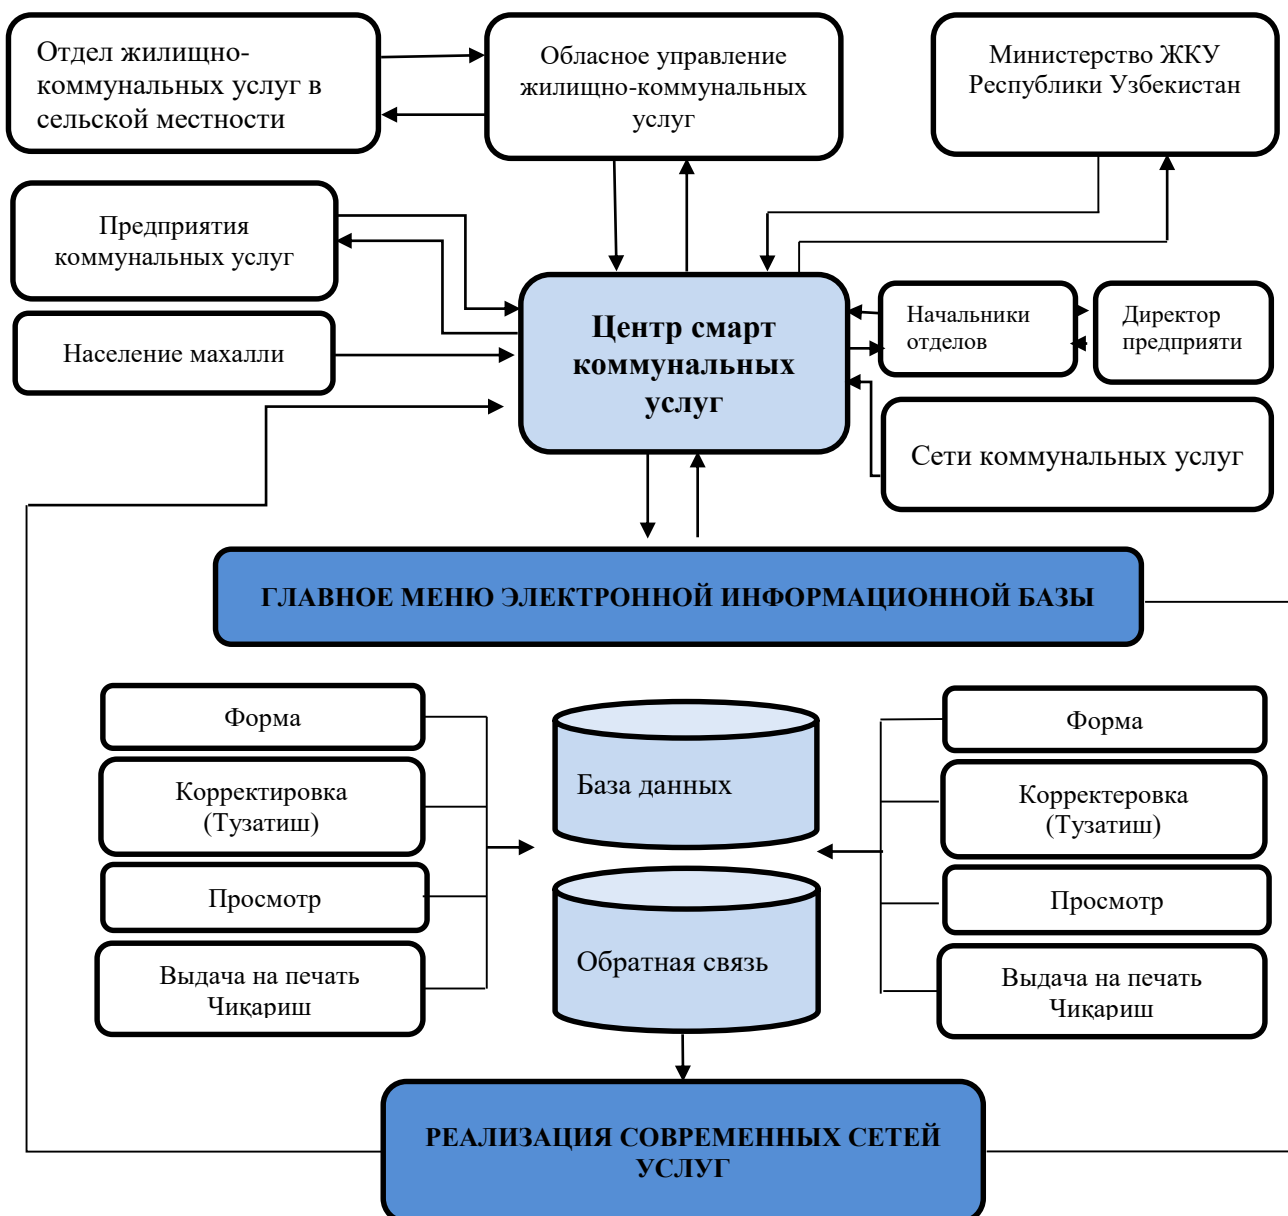 Отдел жилищно-
коммунальных услуг в
сельской местности
Обласное управление
жилищно-коммунальных
услуг
Министерство ЖКУ
Республики Узбекистан
Предприятия
коммунальных услуг
Население махалли
Центр смарт
коммунальных
услуг
Начальники
отделов
Директор
предприяти
Сети коммунальных услуг
ГЛАВНОЕ МЕНЮ ЭЛЕКТРОННОЙ ИНФОРМАЦИОННОЙ БАЗЫ
Форма
Корректировка
(Тузатиш)
Просмотр
Выдача на печать
Чиқариш
База данных
Обратная связь
Форма
Корректеровка
(Тузатиш)
Просмотр
Выдача на печать
Чиқариш
РЕАЛИЗАЦИЯ СОВРЕМЕННЫХ СЕТЕЙ
УСЛУГ